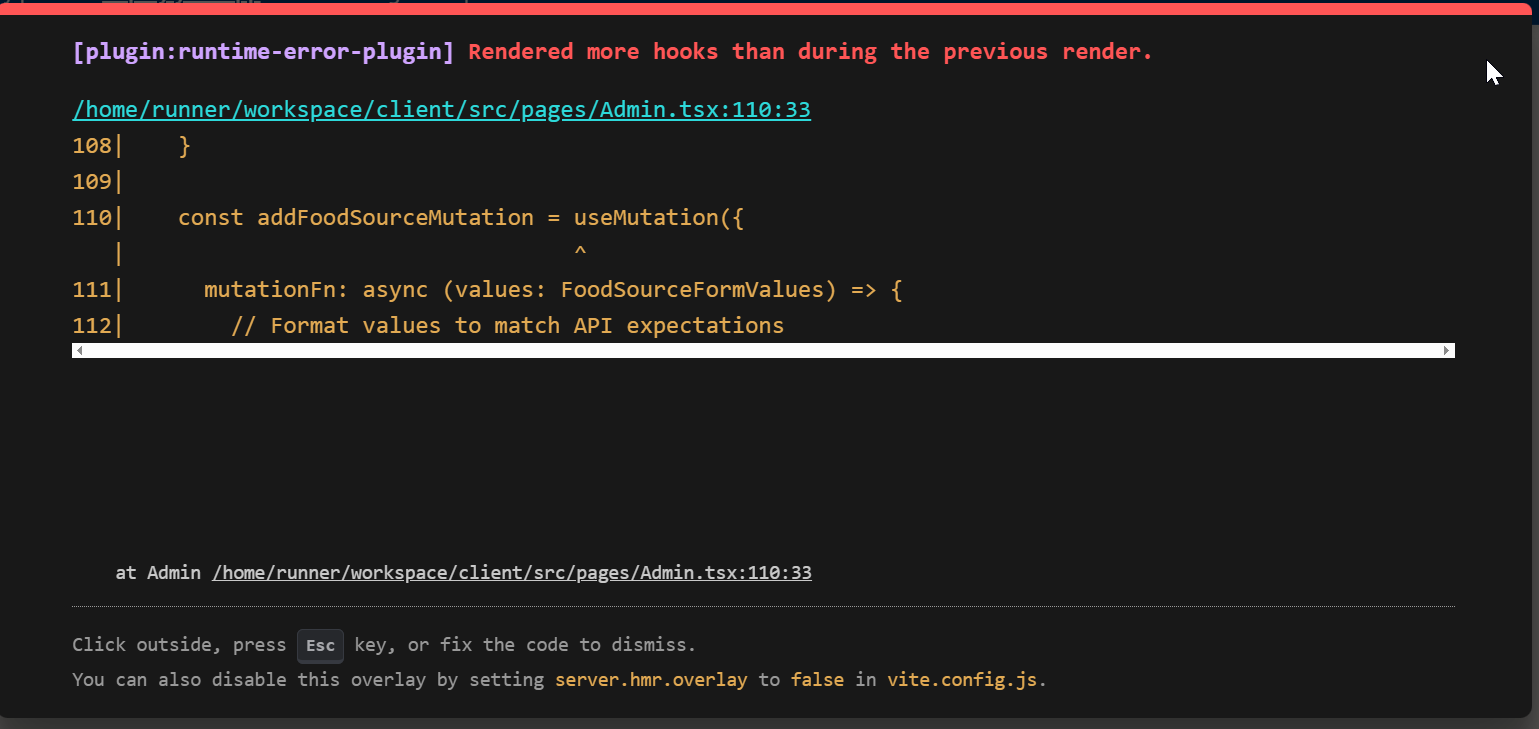 [plugin:runtime-error-plugin] Rendered more hooks than during the previous render.
/home/runner/workspace/client/src/pages/Admin.tsx:110:33
108|    }
109|
110|    const addFoodSourceMutation = useMutation({
   |                                  ^
111|      mutationFn: async (values: FoodSourceFormValues) => {
112|        // Format values to match API expectations
at Admin /home/runner/workspace/client/src/pages/Admin.tsx:110:33
Click outside, press Esc key, or fix the code to dismiss.
You can also disable this overlay by setting server.hmr.overlay to false in vite.config.js.